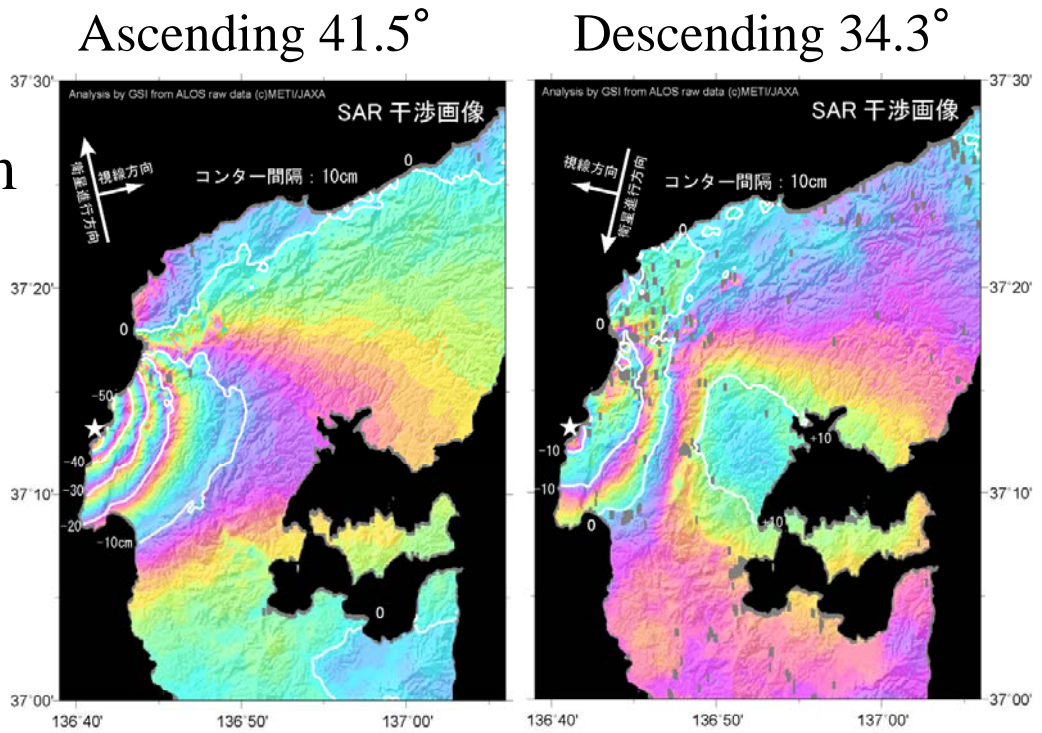 Ascending 41.5°
Descending 34.3°
n
37°30'
Analysis by GSI from ALOS raw data (c)METI/JAXA
SAR 干渉画像
衛星進行方向
視線方向
コンター間隔：10cm
0
37°20'
0
-50
-40
-30
37°10'
-20
-10cm
0
37°00'
136°40'
136°50'
137°00'
Analysis by GSI from ALOS raw data (c)METI/JAXA
SAR 干渉画像
37°30'
視線方向
衛星進行方向
コンター間隔：10cm
0
37°20'
0
+10
-10
-10
37°10'
0
+10
37°00'
136°40'
136°50'
137°00'